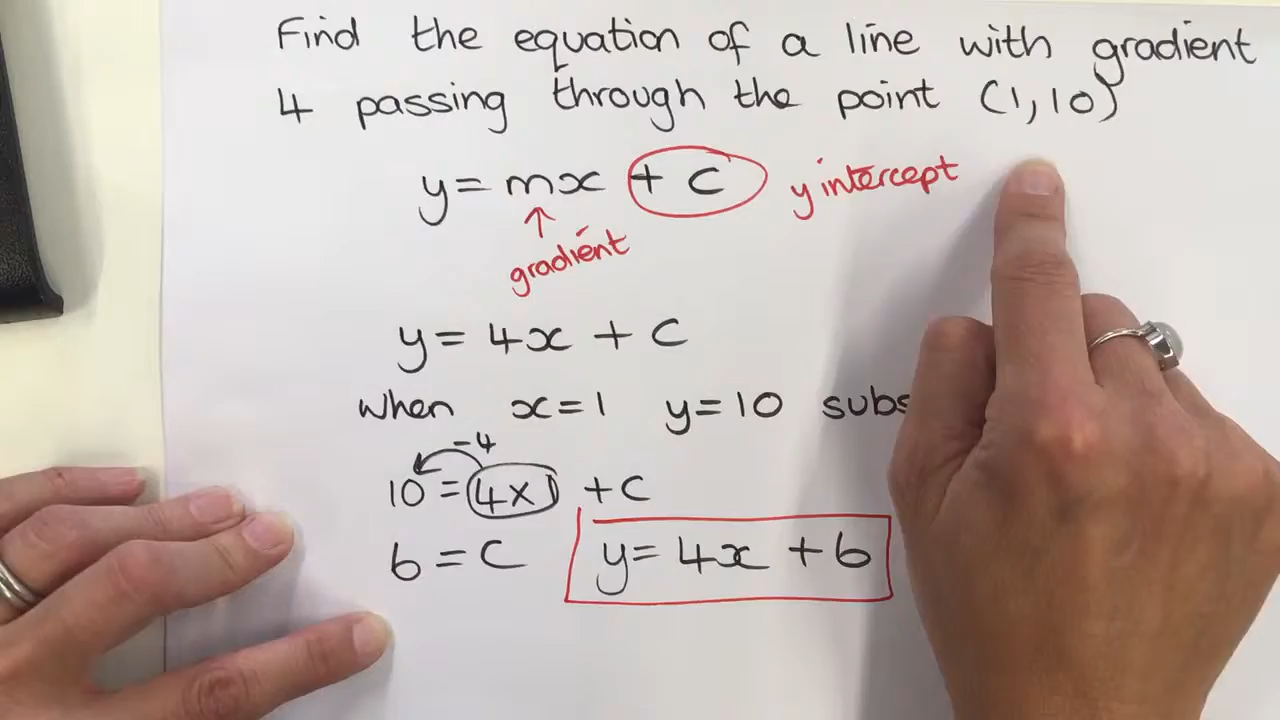 Find the equation of a line with gradient
4 passing through the point (1,10)
y = mx + c y intercept
↑
gradient
y = 4x + c
when x=1 y=10 subs
-4
10 = 4x1 +c
6 = c y = 4x + 6